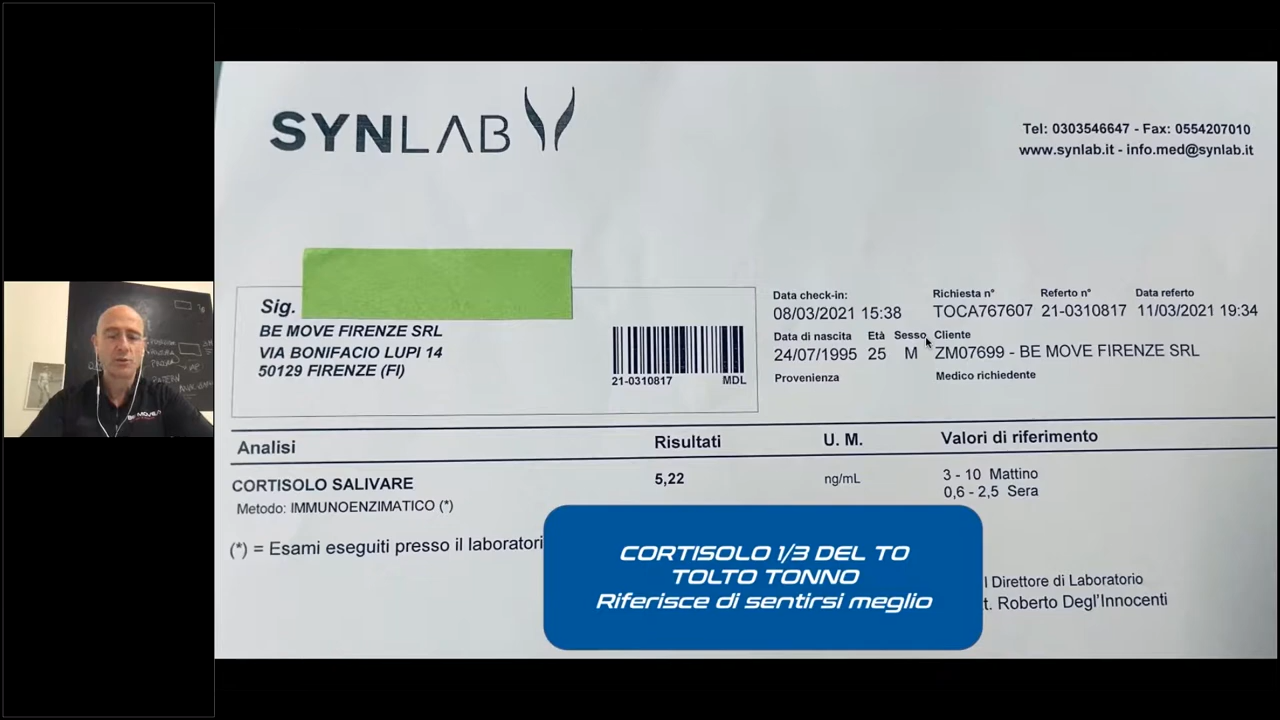 SYNLAB
Tel: 0303546647 - Fax: 0554207010
www.synlab.it - info.med@synlab.it
Sig.
BE MOVE FIRENZE SRL
VIA BONIFACIO LUPI 14
50129 FIRENZE (FI)
21-0310817 MDL
Data check-in: Richiesta n° Referto n° Data referto
08/03/2021 15:38 TOCA767607 21-0310817 11/03/2021 19:34
Data di nascita Età Sesso Cliente
24/07/1995 25 M ZM07699 - BE MOVE FIRENZE SRL
Provenienza Medico richiedente
Analisi Risultati U. M. Valori di riferimento
CORTISOLO SALIVARE 5,22 ng/mL 3 - 10 Mattino
0,6 - 2,5 Sera
Metodo: IMMUNOENZIMATICO (*)
(*) = Esami eseguiti presso il laboratori
CORTISOLO 1/3 DEL TO
TOLTO TONNO
Riferisce di sentirsi meglio
l Direttore di Laboratorio
t. Roberto Degl'Innocenti